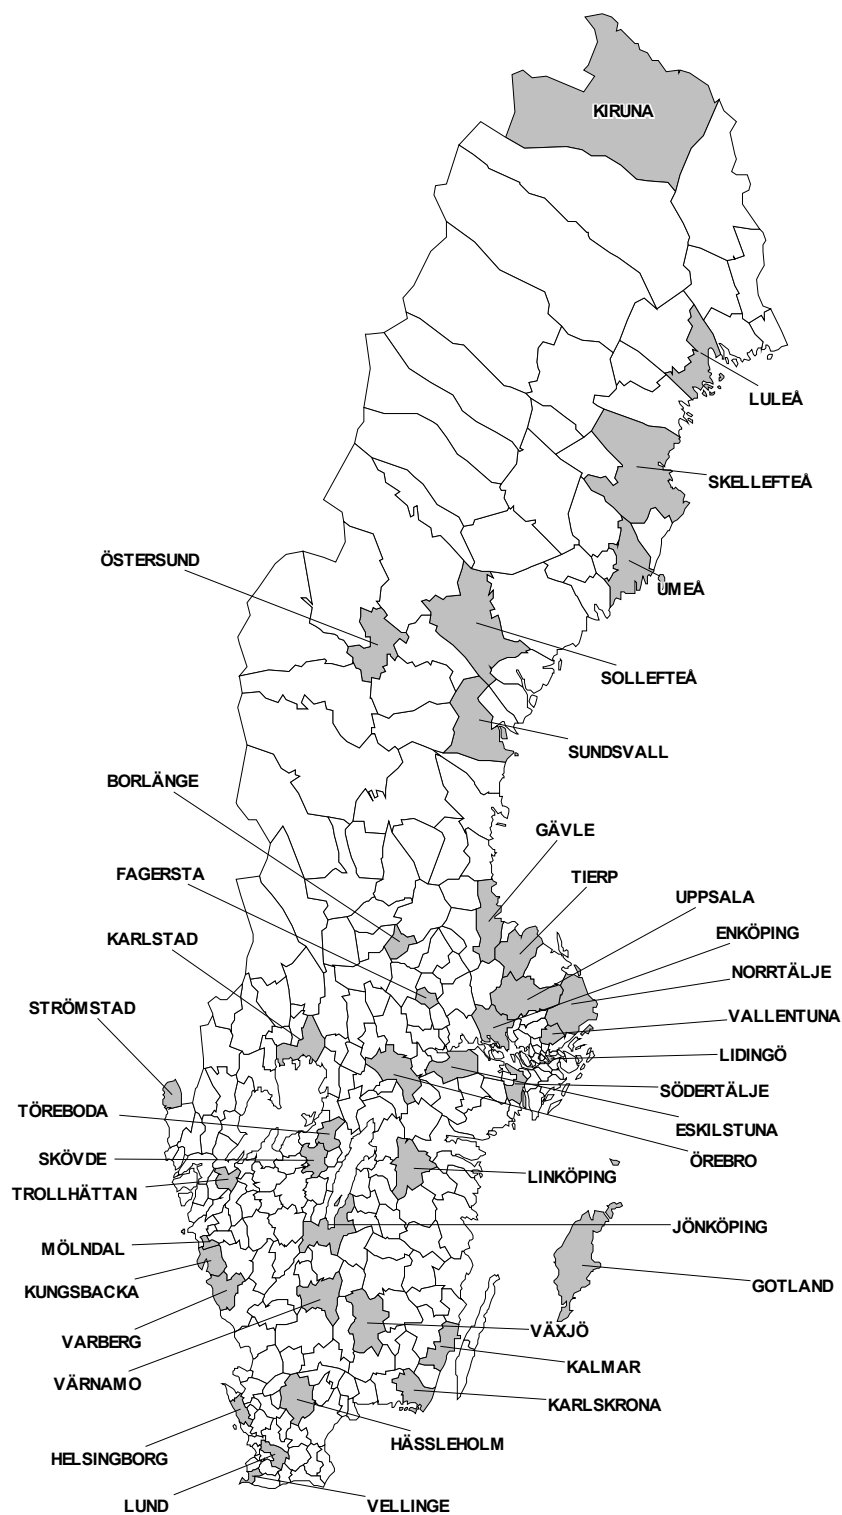 KIRUNA
LULEÅ
SKELLEFTEÅ
ÖSTERSUND
UMEÅ
SOLLEFTEÅ
SUNDSVALL
BORLÄNGE
GÄVLE
FAGERSTA
TIERP
UPPSALA
ENKÖPING
KARLSTAD
NORRTÄLJE
STRÖMSTAD
VALLENTUNA
LIDINGÖ
SÖDERTÄLJE
TÖREBODA
ESKILSTUNA
SKÖVDE
ÖREBRO
LINKÖPING
TROLLHÄTTAN
JÖNKÖPING
MÖLNDAL
GOTLAND
KUNGSBACKA
VÄXJÖ
VARBERG
KALMAR
VÄRNAMO
KARLSKRONA
HÄSSLEHOLM
HELSINGBORG
LUND
VELLINGE